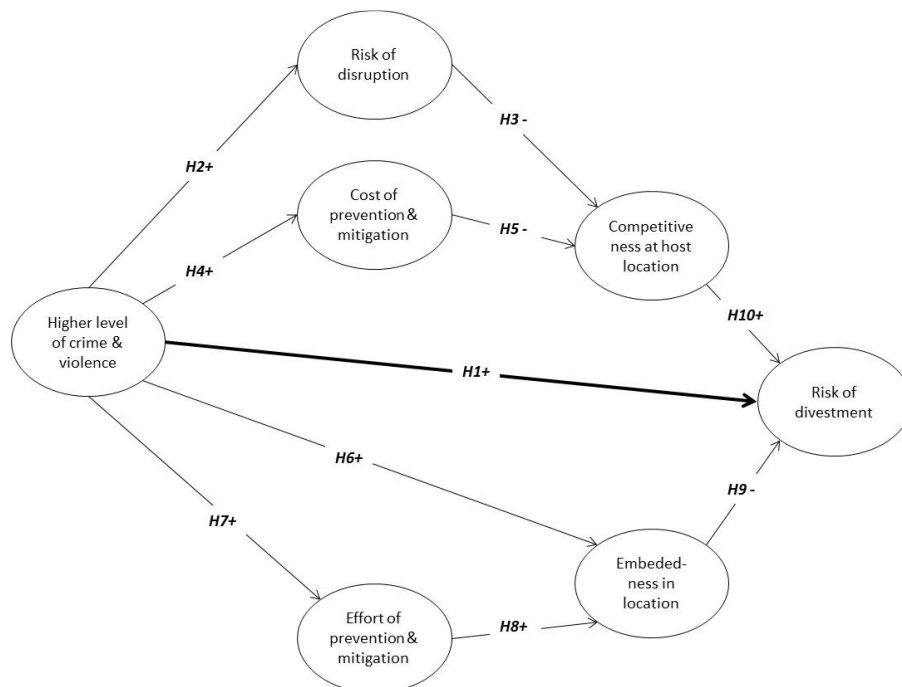 Risk of
disruption
H3 -
H2+
Cost of
prevention &
mitigation
H5 -
Competitive
ness at host
location
H4+
Higher level
of crime &
violence
H10+
H1+
Risk of
divestment
H6+
H9 -
H7+
Embeded-
ness in
location
Effort of
prevention &
mitigation
H8+